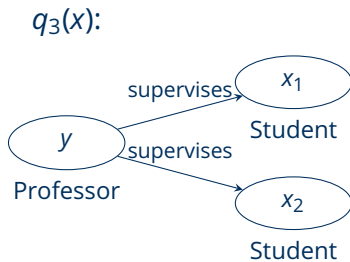 q₃(x):
supervises
x₁
Student
y
Professor
supervises
x₂
Student